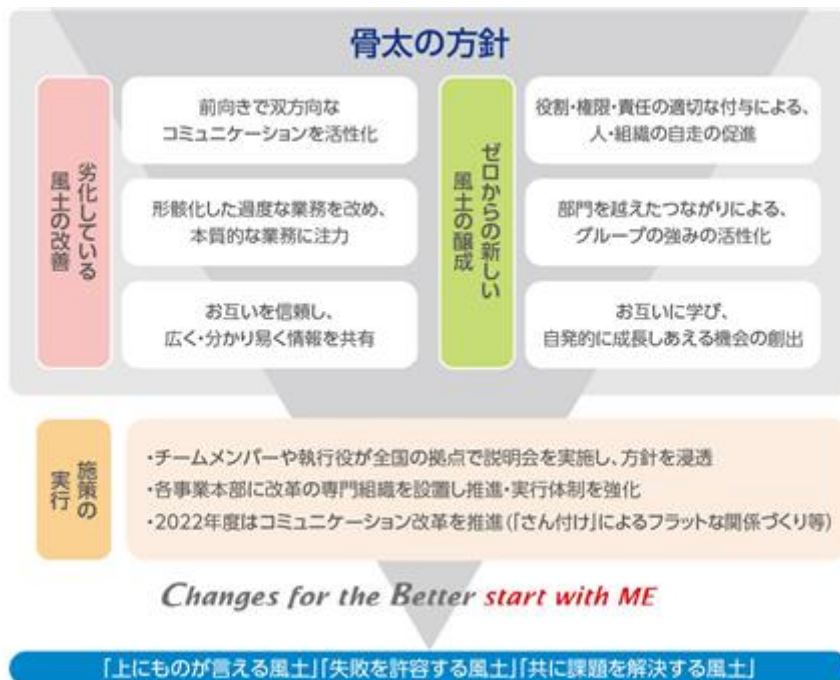 骨太の方針
劣化している
風土の改善
前向きで双方向な
コミュニケーションを活性化
形骸化した過度な業務を改め、
本質的な業務に注力
お互いを信頼し、
広く・分かり易く情報を共有
ゼロからの新しい
風土の醸成
役割・権限・責任の適切な付与による、
人・組織の自走の促進
部門を越えたつながりによる、
グループの強みの活性化
お互いに学び、
自発的に成長しあえる機会の創出
施策の
実行
・チームメンバーや執行役が全国の拠点で説明会を実施し、方針を浸透
・各事業本部に改革の専門組織を設置し推進・実行体制を強化
・2022年度はコミュニケーション改革を推進(「さん付け」によるフラットな関係づくり等)
Changes for the Better start with ME
「上にものが言える風土」「失敗を許容する風土」「共に課題を解決する風土」